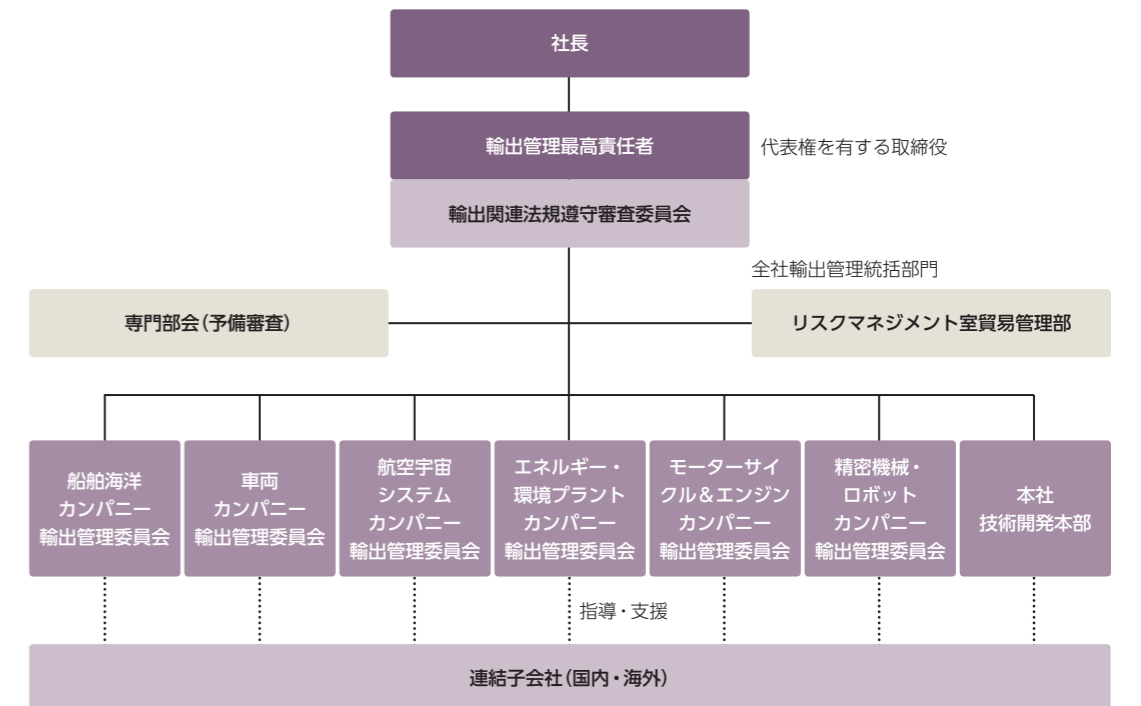 社長
輸出管理最高責任者
代表権を有する取締役
輸出関連法規遵守審査委員会
全社輸出管理統括部門
専門部会(予備審査)
リスクマネジメント室貿易管理部
船舶海洋
カンパニー
輸出管理委員会
車両
カンパニー
輸出管理委員会
航空宇宙
システム
カンパニー
輸出管理委員会
エネルギー・
環境プラント
カンパニー
輸出管理委員会
モーターサイ
クル&エンジン
カンパニー
輸出管理委員会
精密機械・
ロボット
カンパニー
輸出管理委員会
本社
技術開発本部
指導・支援
連結子会社(国内・海外)